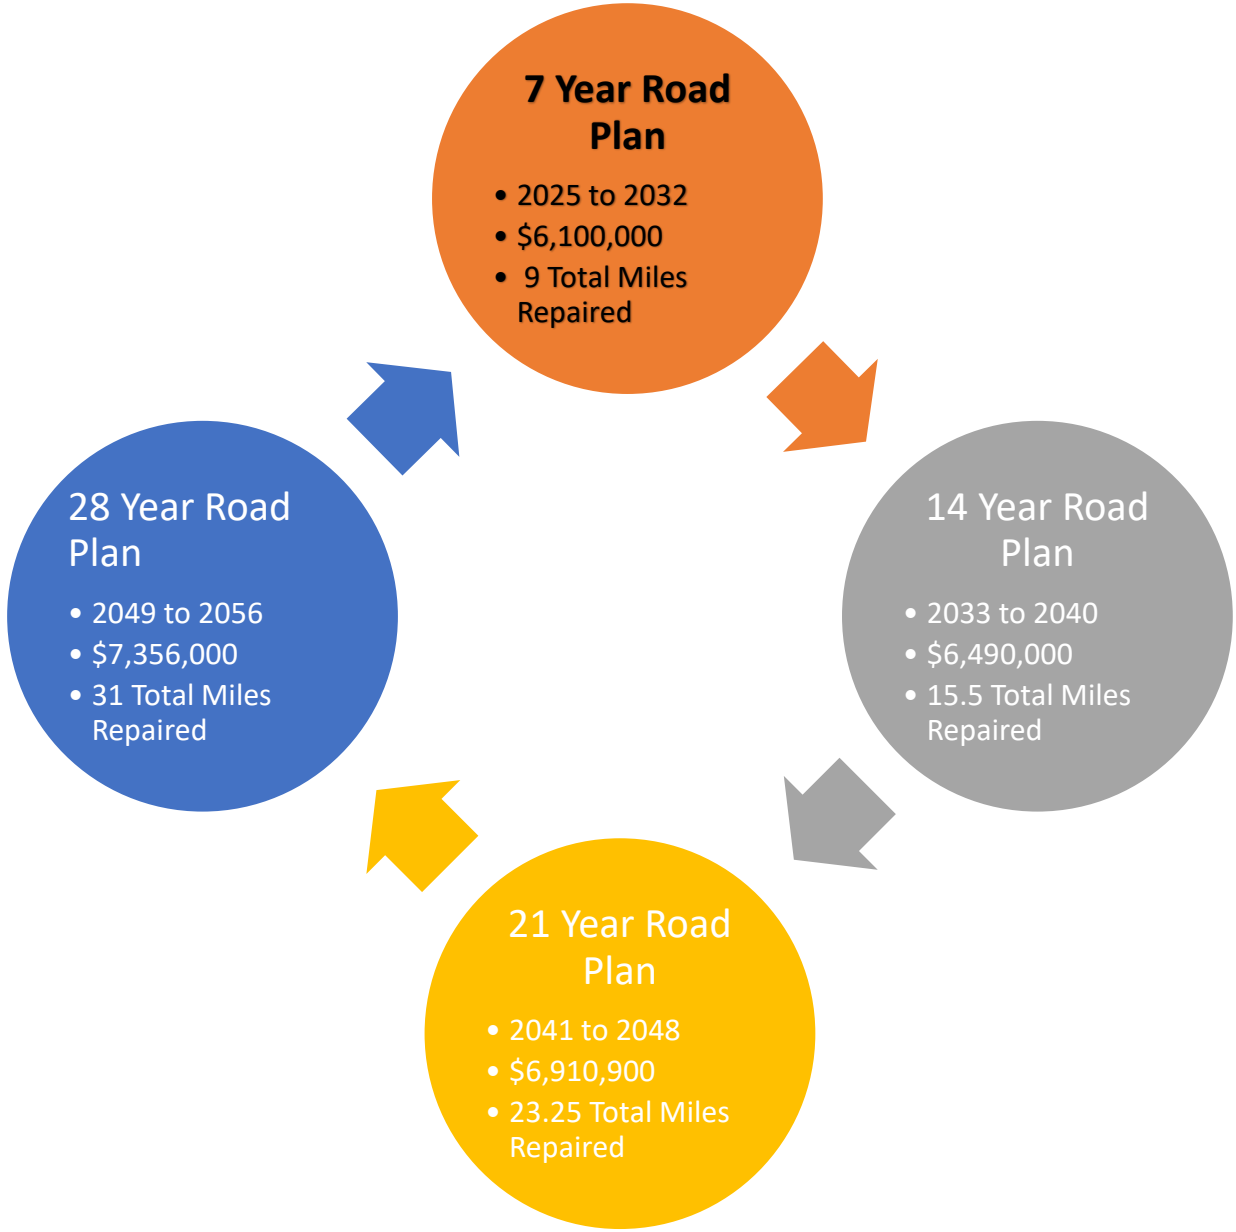 7 Year Road
Plan
• 2025 to 2032
• $6,100,000
• 9 Total Miles
Repaired
14 Year Road
Plan
• 2033 to 2040
• $6,490,000
• 15.5 Total Miles
Repaired
21 Year Road
Plan
• 2041 to 2048
• $6,910,900
• 23.25 Total Miles
Repaired
28 Year Road
Plan
• 2049 to 2056
• $7,356,000
• 31 Total Miles
Repaired